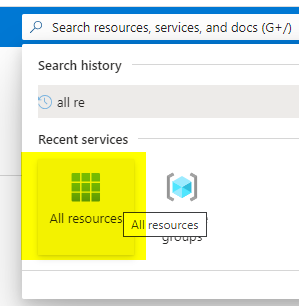 Search resources, services, and docs (G+/)
Search history
all re
Recent services
All resources
All resources
groups